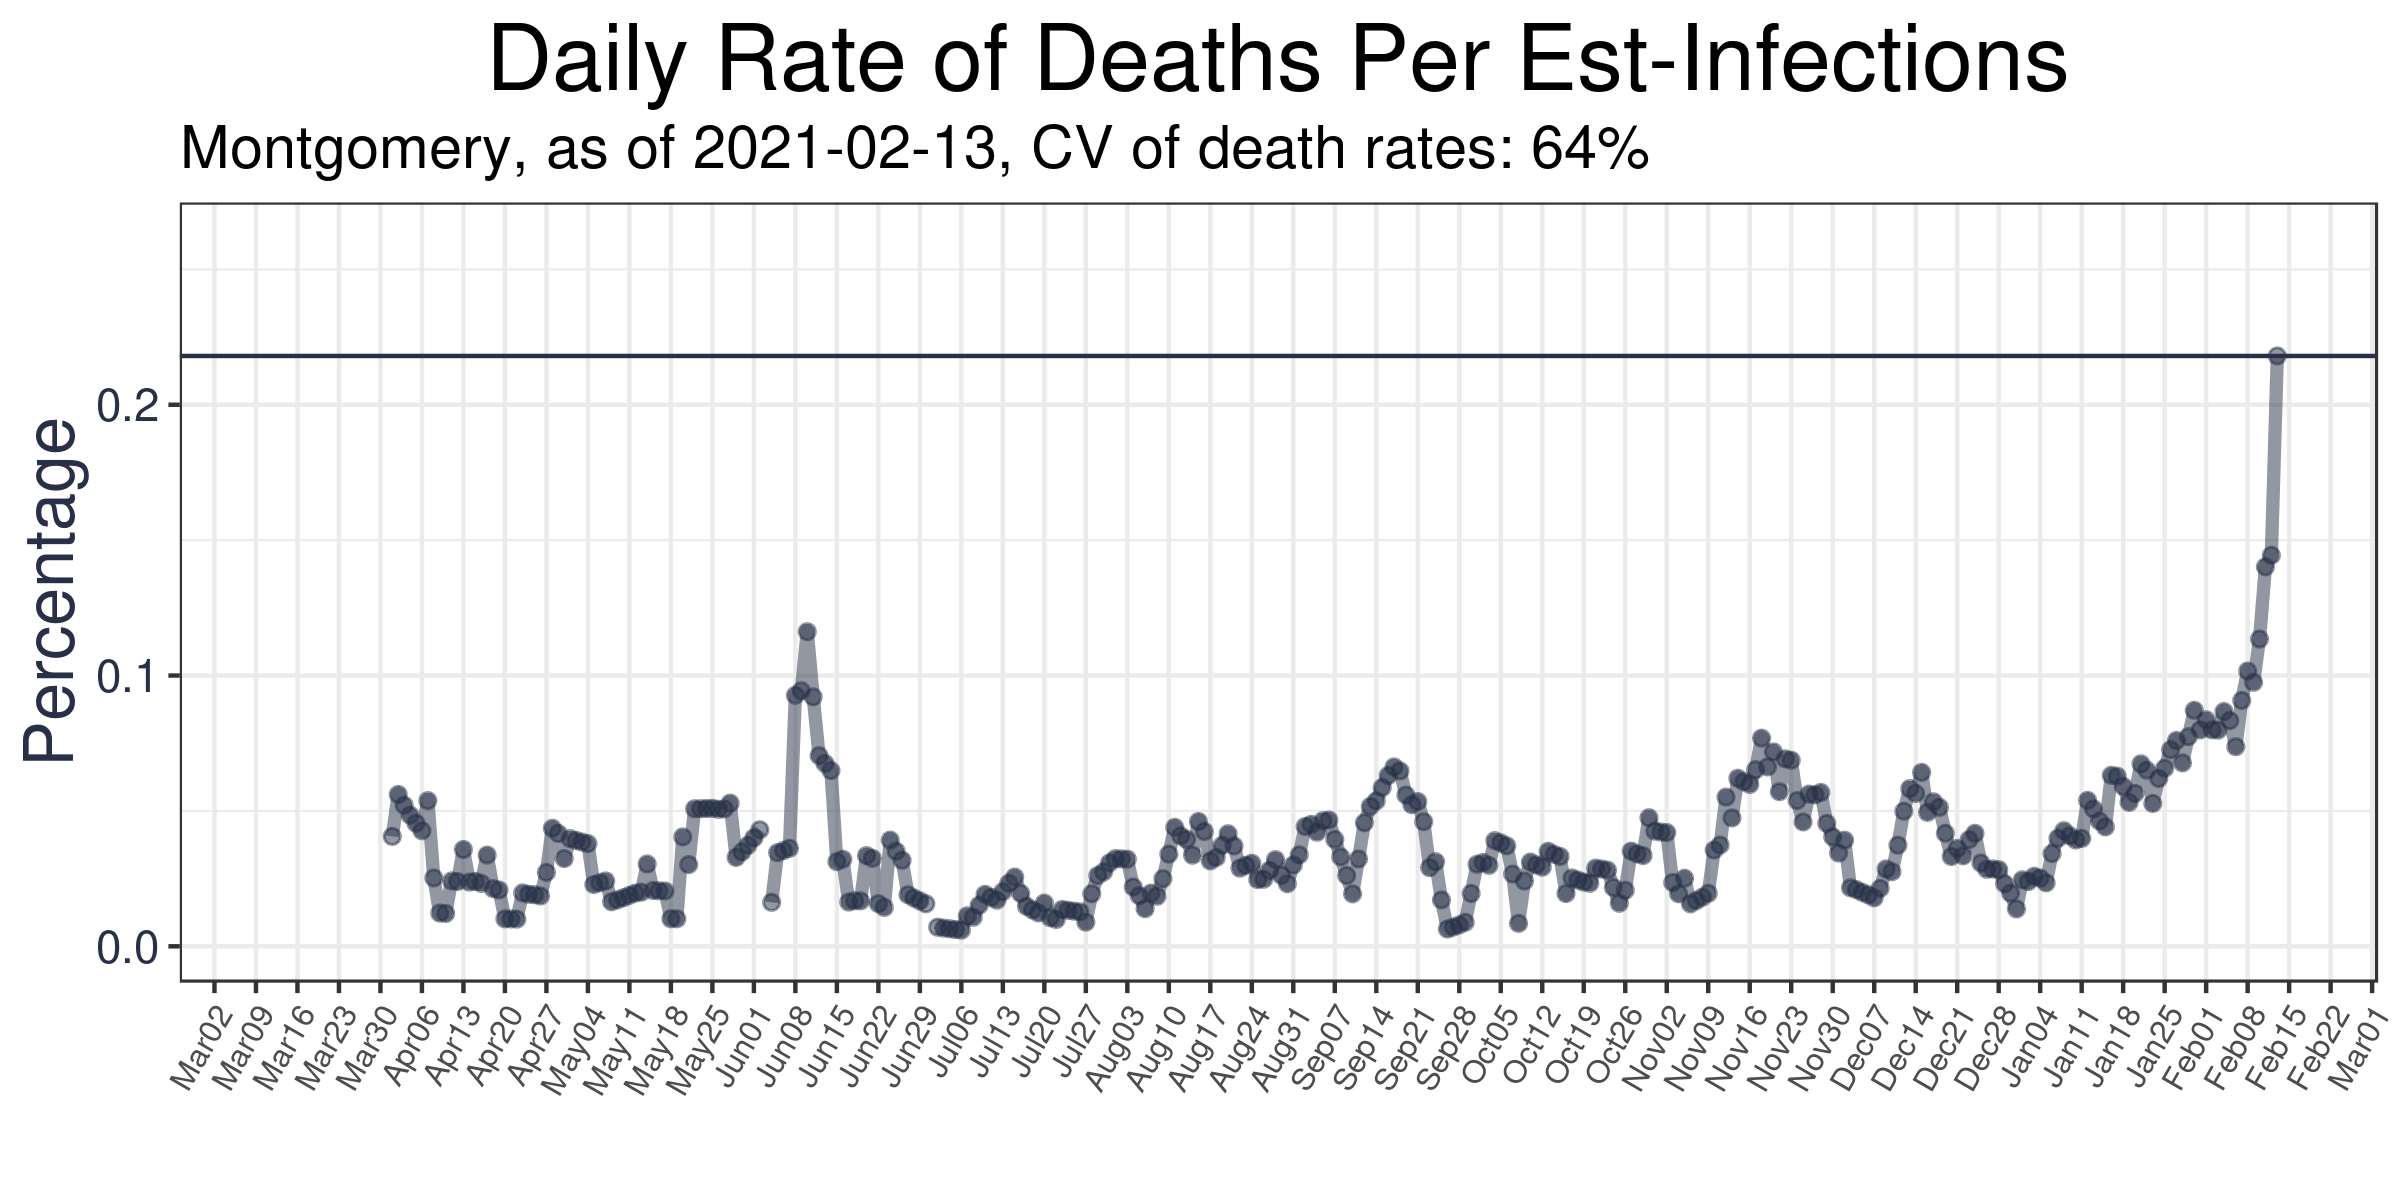 Daily Rate of Deaths Per Est-Infections
Montgomery, as of 2021-02-13, CV of death rates: 64%
Percentage
0.2
0.1
0.0
Mar02
Mar09
Mar16
Mar23
Mar30
Apr06
Apr13
Apr20
Apr27
May04
May11
May18
May25
Jun01
Jun08
Jun15
Jun22
Jun29
Jul06
Jul13
Jul20
Jul27
Aug03
Aug10
Aug17
Aug24
Aug31
Sep07
Sep14
Sep21
Sep28
Oct05
Oct12
Oct19
Oct26
Nov02
Nov09
Nov16
Nov23
Nov30
Dec07
Dec14
Dec21
Dec28
Jan04
Jan11
Jan18
Jan25
Feb01
Feb08
Feb15
Feb22
Mar01